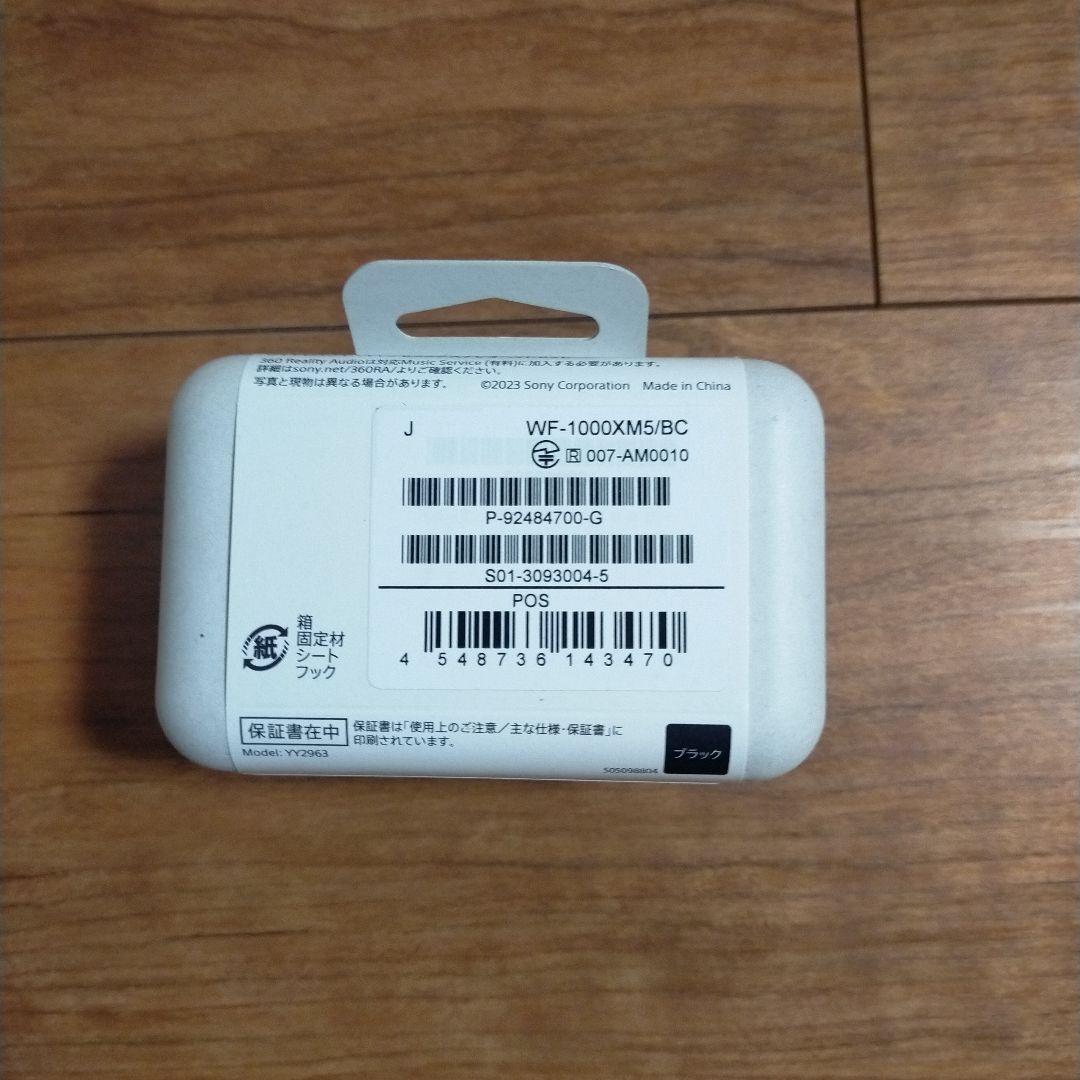 360 Reality Audioは対応Music Service (有料)に加入する必要があります。
詳細はsony.net/360RA/よりご確認ください。
写真と現物は異なる場合があります。 ©2023 Sony Corporation Made in China
J WF-1000XM5/BC
R 007-AM0010
P-92484700-G
S01-3093004-5
POS
4 548736 143470
紙
箱
固定材
シート
フック
保証書在中
保証書は「使用上のご注意/主な仕様・保証書」に
印刷されています。
Model: YY2963
505098804
ブラック